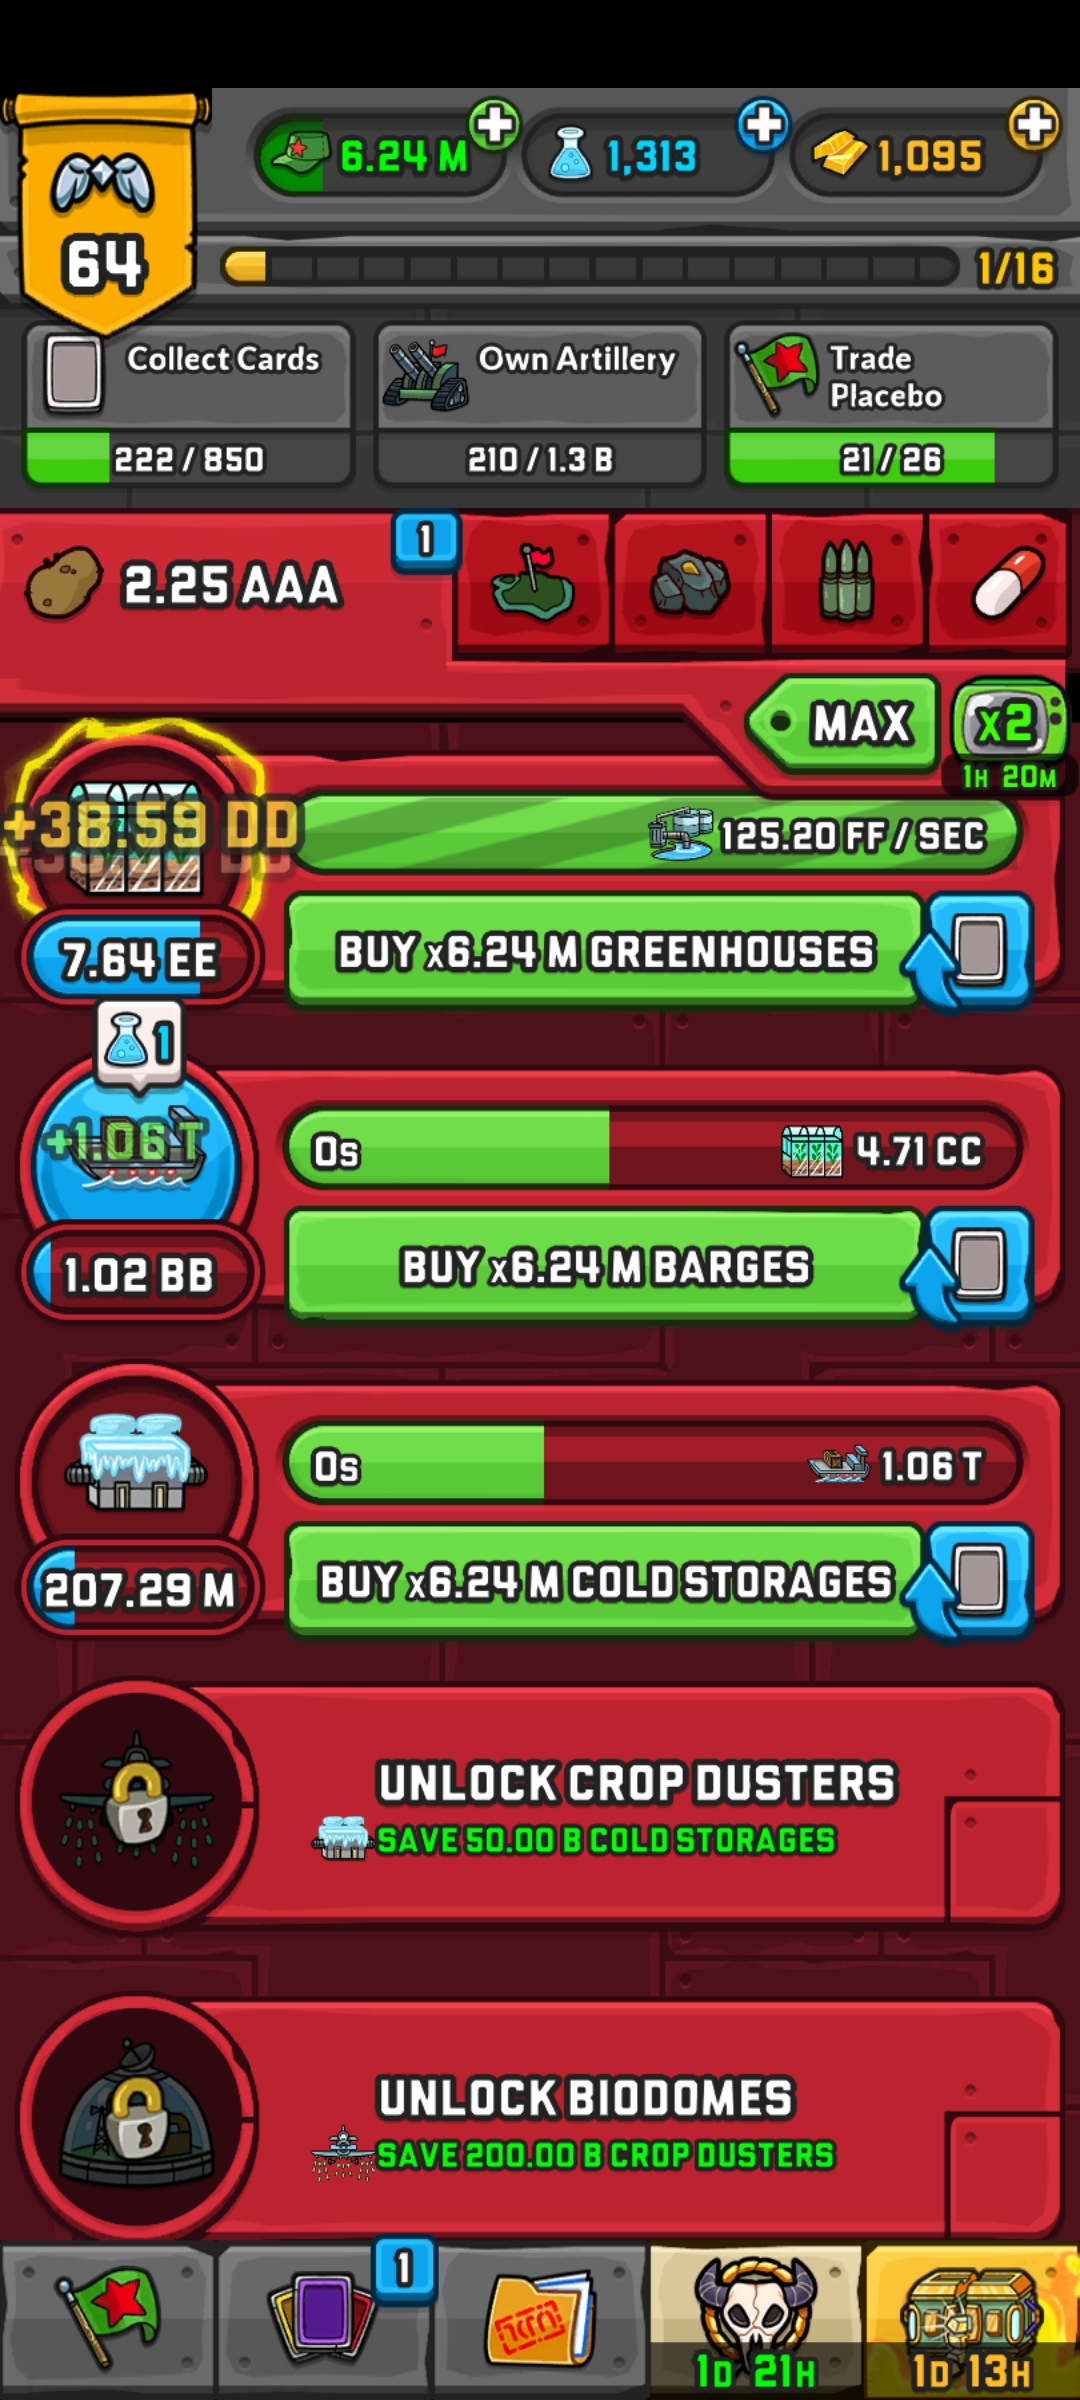 64
6.24 M
1,313
1,095
1/16
Collect Cards
222 / 850
Own Artillery
210 / 1.3 B
Trade
Placebo
21 / 26
2.25 AAA
1
MAX
x2
1H 20M
+38.59 DD
125.20 FF / SEC
7.64 EE
BUY x6.24 M GREENHOUSES
1
+1.06 T
0s
4.71 CC
1.02 BB
BUY x6.24 M BARGES
0s
1.06 T
207.29 M
BUY x6.24 M COLD STORAGES
UNLOCK CROP DUSTERS
SAVE 50.00 B COLD STORAGES
UNLOCK BIODOMES
SAVE 200.00 B CROP DUSTERS
1
1D 21H
1D 13H